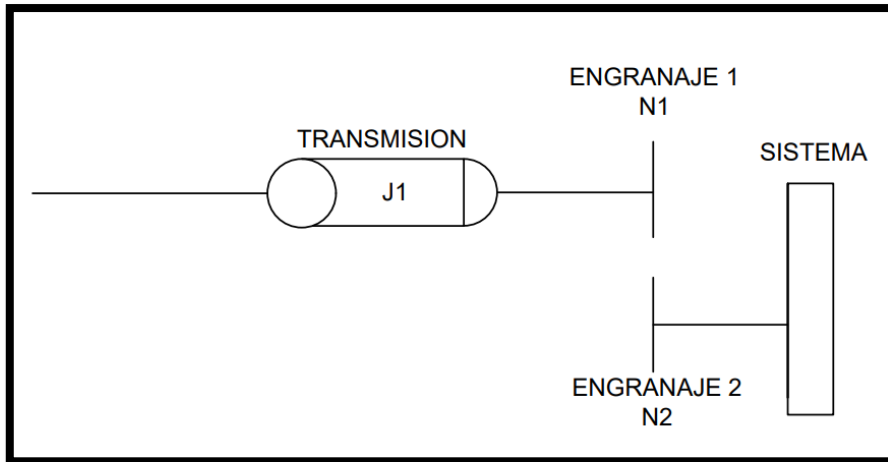 ENGRANAJE 1
N1
TRANSMISION
SISTEMA
J1
ENGRANAJE 2
N2